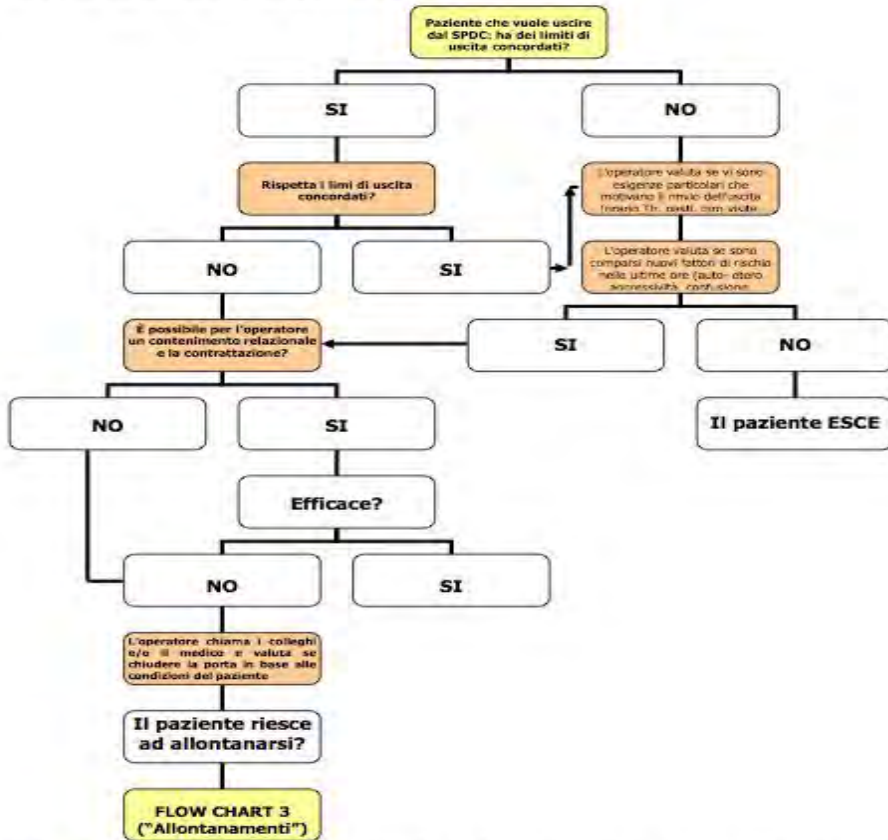 Paziente che vuole uscire
dal SPDC: ha dei limiti di
uscita concordati?
SI
NO
Rispetta i limi di uscita
concordati?
L'operatore valuta se vi sono
esigenze particolari che
motivano il rinvio dell'uscita
NO
SI
L'operatore valuta se sono
comparsi nuovi fattori di rischio
nelle ultime ore (auto- etero
aggressività, confusione
È possibile per l'operatore
un contenimento relazionale
e la contrattazione?
SI
NO
NO
SI
Il paziente ESCE
Efficace?
NO
SI
L'operatore chiama i colleghi
e/o il medico e valuta se
chiudere la porta in base alle
condizioni del paziente
Il paziente riesce
ad allontanarsi?
FLOW CHART 3
("Allontanamenti")